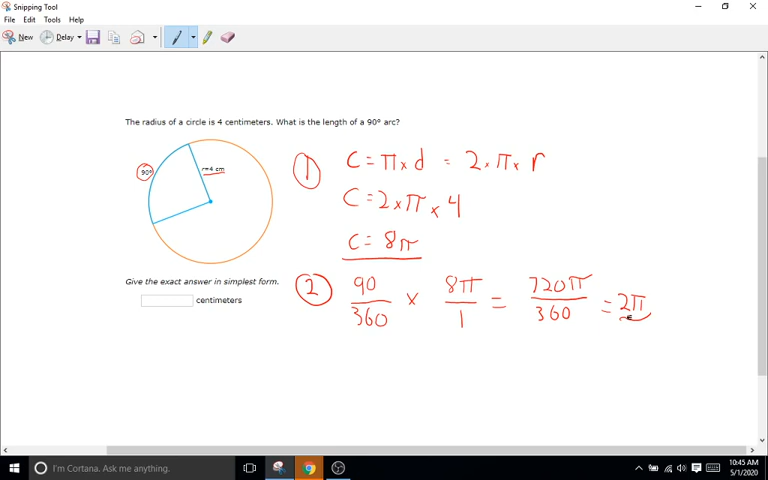 Snipping Tool
File Edit Tools Help
New Delay
The radius of a circle is 4 centimeters. What is the length of a 90° arc?
90°
r=4 cm
① C = π × d = 2 × π × r
C = 2 × π × 4
C = 8π
Give the exact answer in simplest form.
centimeters
② 90/360 × 8π/1 = 720π/360 = 2π
I'm Cortana. Ask me anything.
10:45 AM
5/1/2020